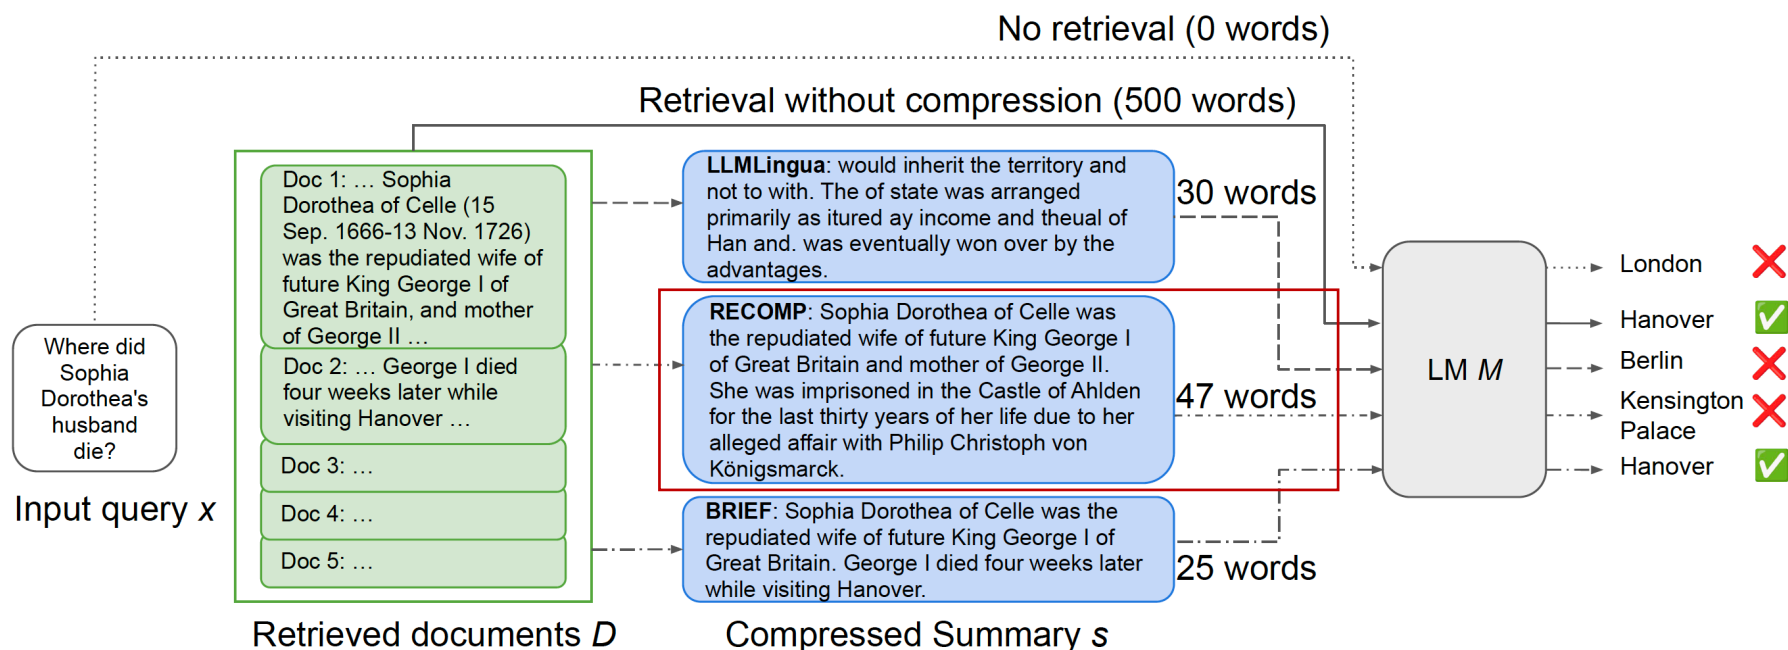 No retrieval (0 words)
Retrieval without compression (500 words)
Where did
Sophia
Dorothea's
husband
die?
Input query x
Doc 1: … Sophia
Dorothea of Celle (15
Sep. 1666-13 Nov. 1726)
was the repudiated wife of
future King George I of
Great Britain, and mother
of George II …
Doc 2: … George I died
four weeks later while
visiting Hanover …
Doc 3: …
Doc 4: …
Doc 5: …
Retrieved documents D
LLMLingua: would inherit the territory and
not to with. The of state was arranged
primarily as itured ay income and theual of
Han and. was eventually won over by the
advantages.
30 words
RECOMP: Sophia Dorothea of Celle was
the repudiated wife of future King George I
of Great Britain and mother of George II.
She was imprisoned in the Castle of Ahlden
for the last thirty years of her life due to her
alleged affair with Philip Christoph von
Königsmarck.
47 words
BRIEF: Sophia Dorothea of Celle was the
repudiated wife of future King George I of
Great Britain. George I died four weeks later
while visiting Hanover.
25 words
Compressed Summary s
LM M
London
Hanover
Berlin
Kensington
Palace
Hanover